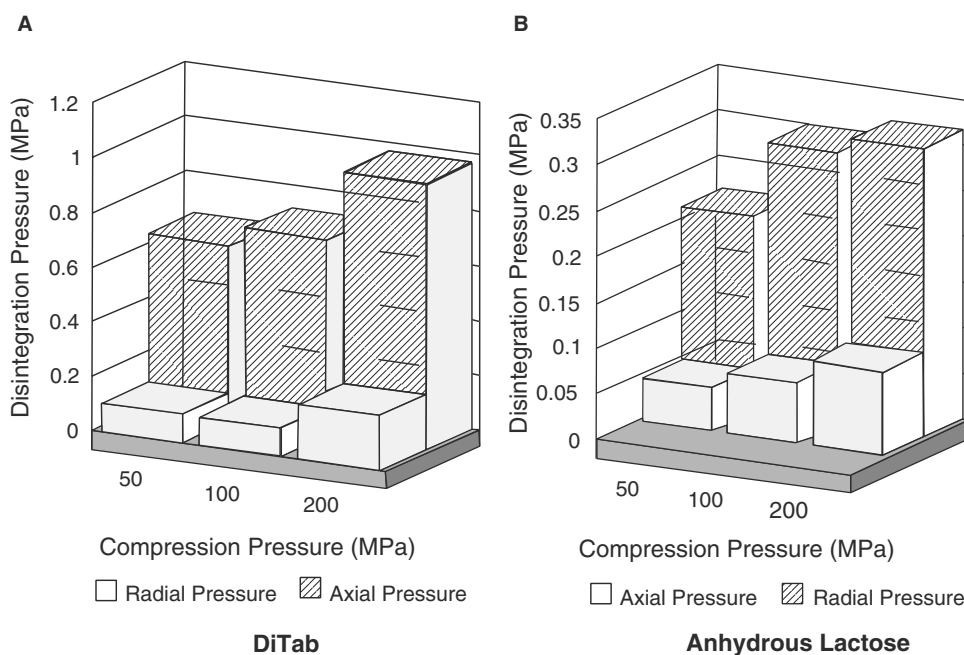 A
Disintegration Pressure (MPa)
1.2
1
0.8
0.6
0.4
0.2
0
50
100
200
Compression Pressure (MPa)
Radial Pressure
Axial Pressure
DiTab
B
Disintegration Pressure (MPa)
0.35
0.3
0.25
0.2
0.15
0.1
0.05
0
50
100
200
Compression Pressure (MPa)
Axial Pressure
Radial Pressure
Anhydrous Lactose